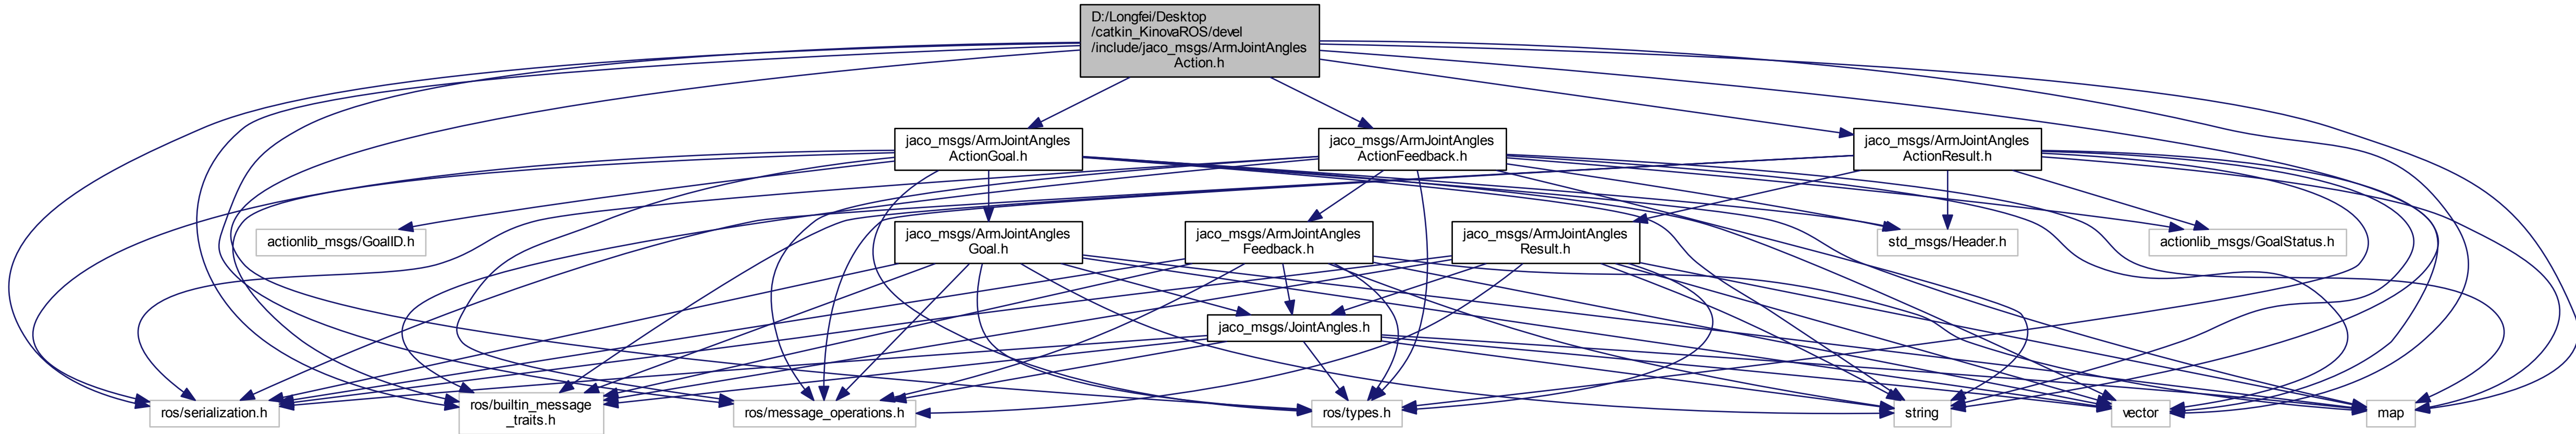 D:/Longfei/Desktop
/catkin_KinovaROS/devel
/include/jaco_msgs/ArmJointAngles
Action.h
jaco_msgs/ArmJointAngles
ActionGoal.h
jaco_msgs/ArmJointAngles
ActionFeedback.h
jaco_msgs/ArmJointAngles
ActionResult.h
actionlib_msgs/GoalID.h
jaco_msgs/ArmJointAngles
Goal.h
jaco_msgs/ArmJointAngles
Feedback.h
jaco_msgs/ArmJointAngles
Result.h
std_msgs/Header.h
actionlib_msgs/GoalStatus.h
jaco_msgs/JointAngles.h
ros/serialization.h
ros/builtin_message
_traits.h
ros/message_operations.h
ros/types.h
string
vector
map